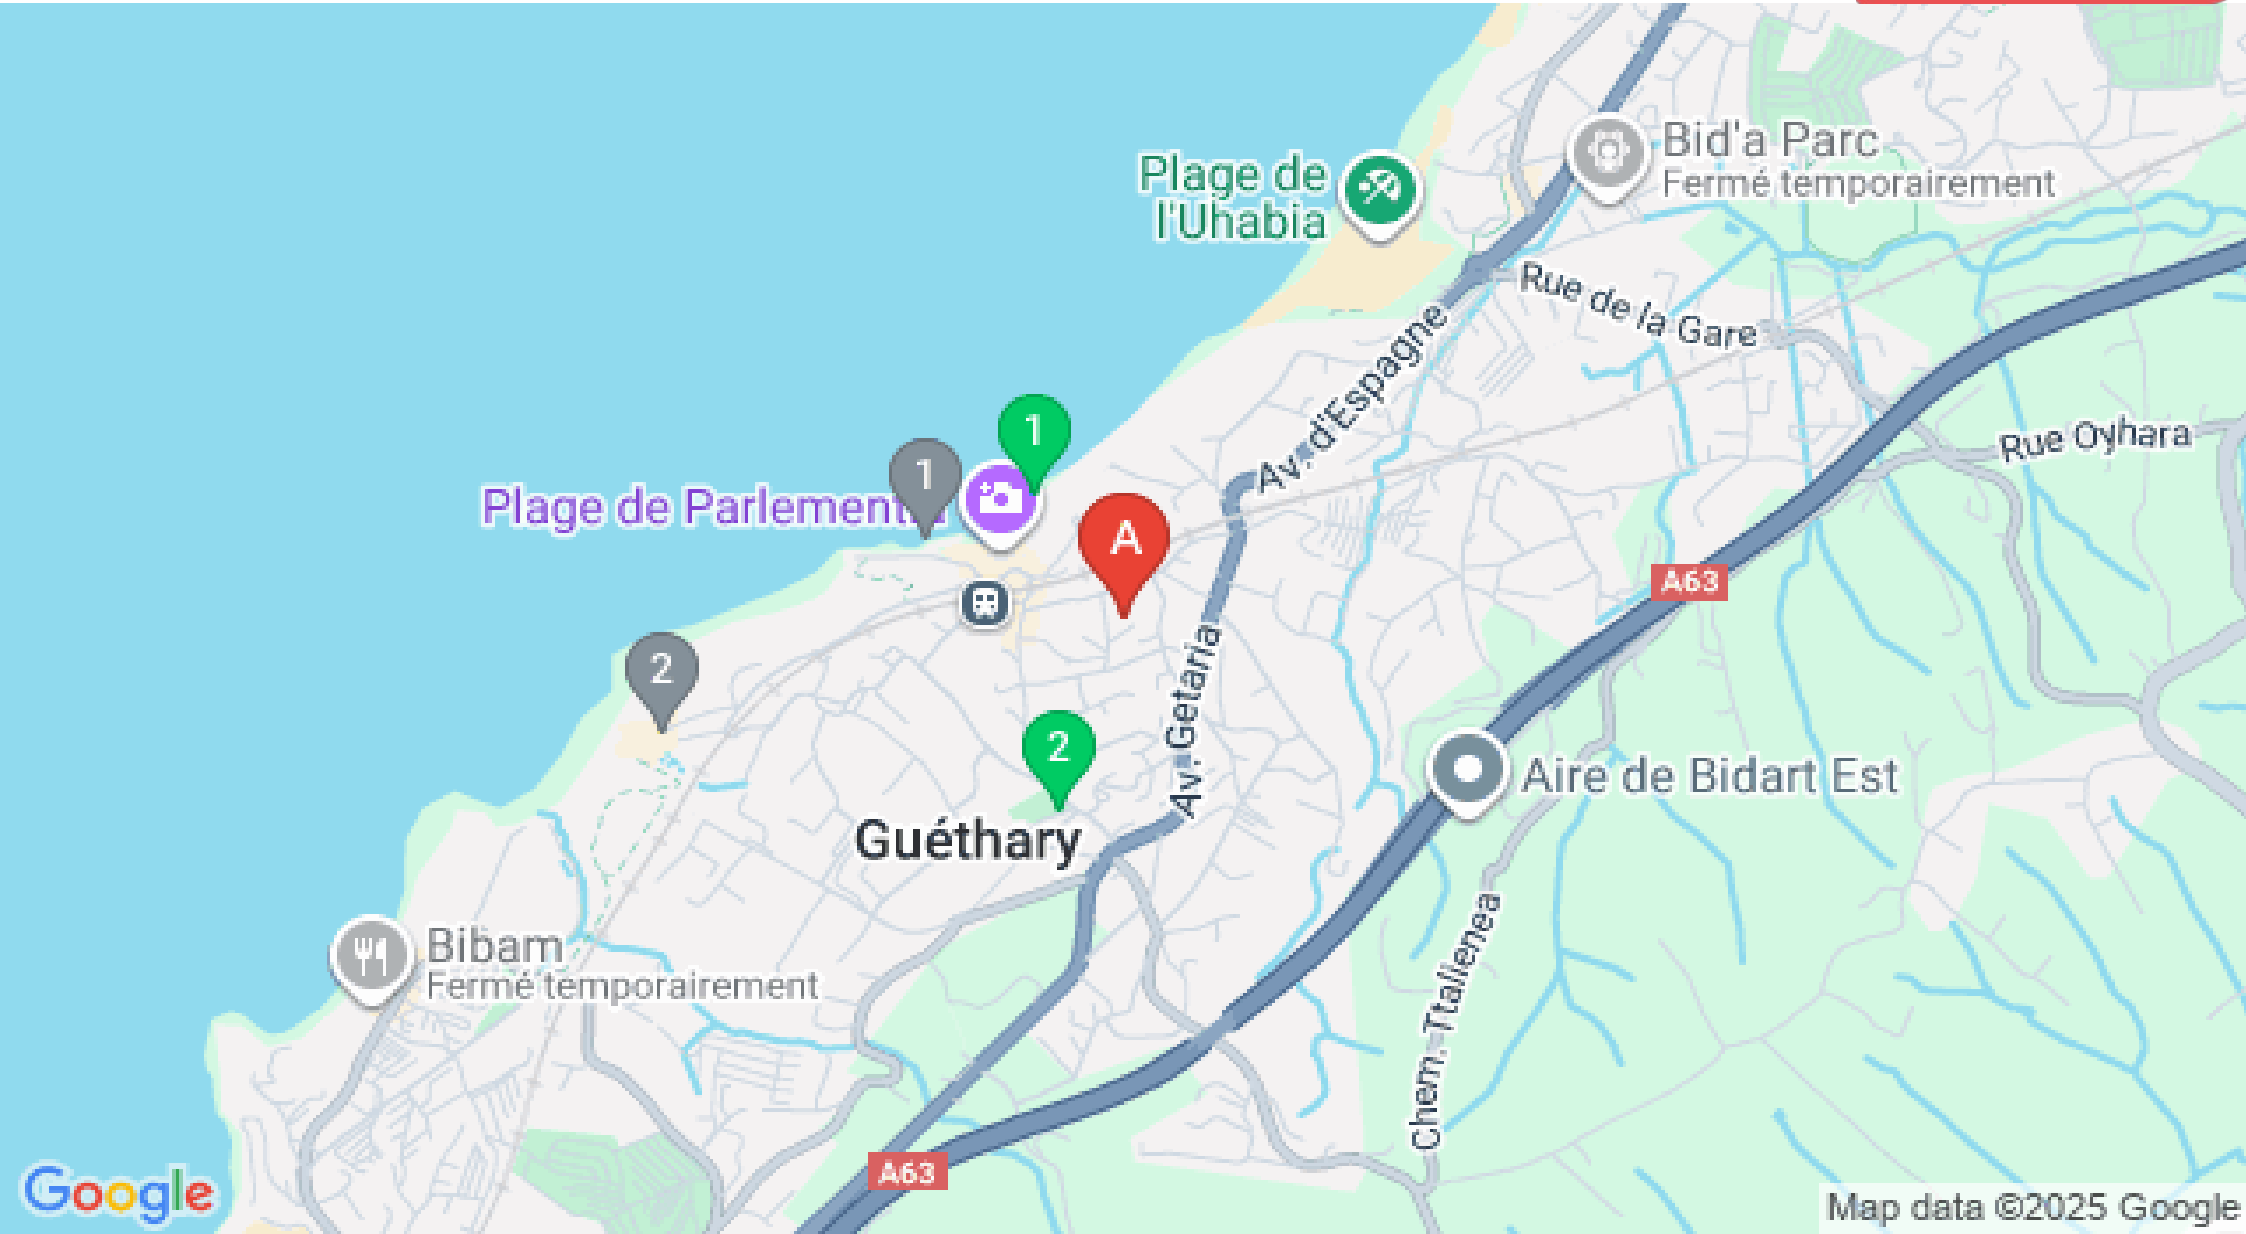 Bid'a Parc
Fermé temporairement
Plage de
l'Uhabia
Rue de la Gare
Av. d'Espagne
Rue Oyhara
1
1
Plage de Parlement
A
A63
2
Av. Getaria
2
Aire de Bidart Est
Guéthary
Bibam
Fermé temporairement
Chem. Ttalienea
A63
Google
Map data ©2025 Google